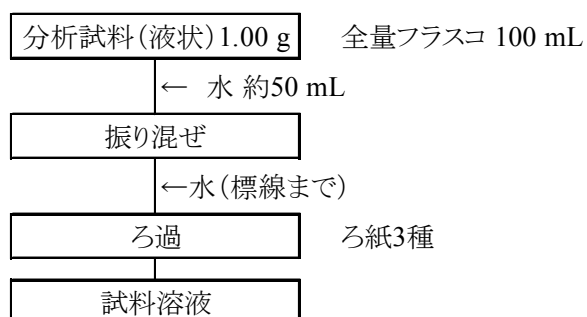 分析試料(液状)1.00 g 全量フラスコ 100 mL
← 水 約50 mL
振り混ぜ
←水(標線まで)
ろ過 ろ紙3種
試料溶液